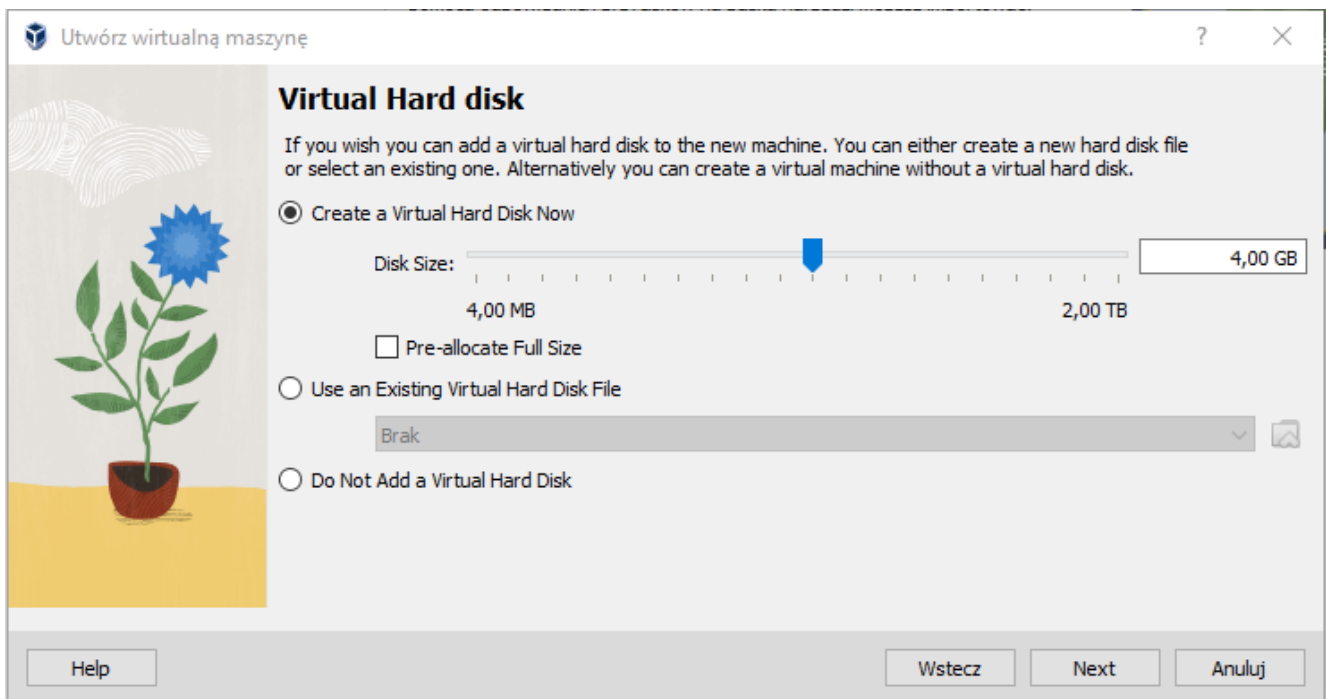 Utwórz wirtualną maszynę
?
Virtual Hard disk
If you wish you can add a virtual hard disk to the new machine. You can either create a new hard disk file
or select an existing one. Alternatively you can create a virtual machine without a virtual hard disk.
Create a Virtual Hard Disk Now
Disk Size:
4,00 GB
4,00 MB
2,00 TB
Pre-allocate Full Size
Use an Existing Virtual Hard Disk File
Brak
Do Not Add a Virtual Hard Disk
Help
Wstecz
Next
Anuluj